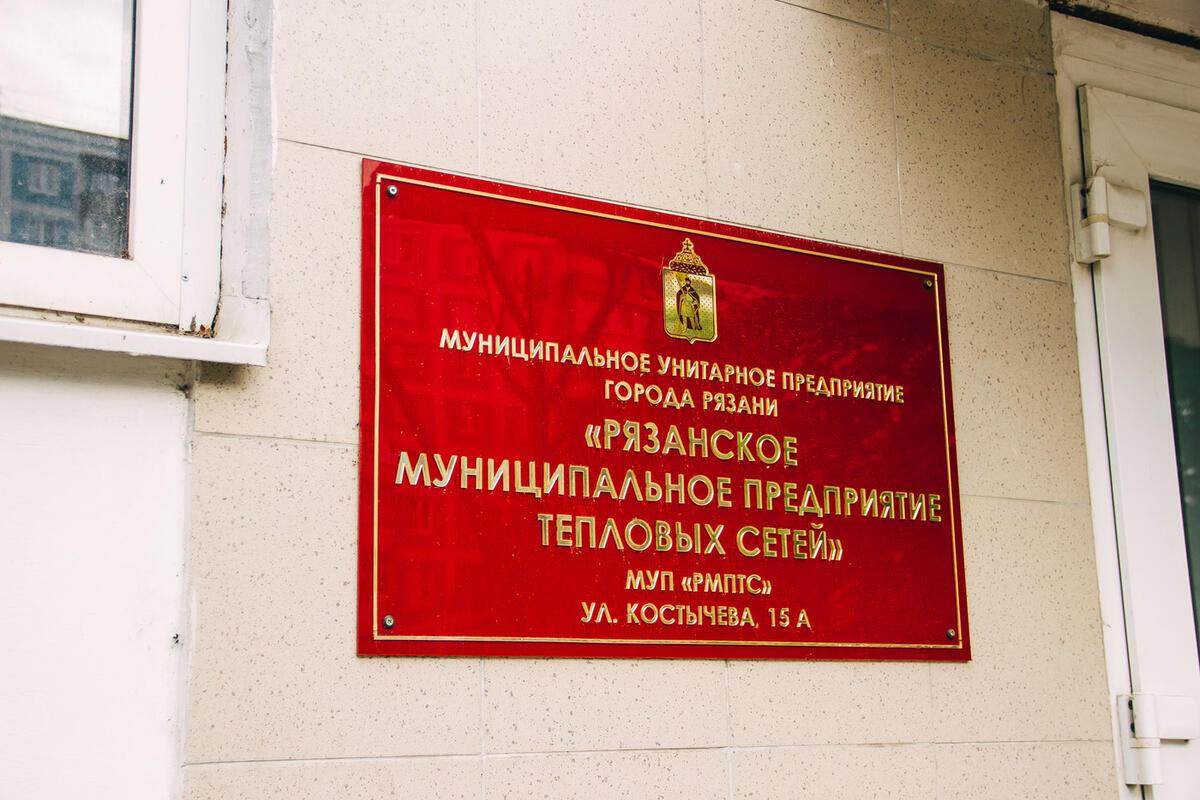 МУНИЦИПАЛЬНОЕ УНИТАРНОЕ ПРЕДПРИЯТИЕ
ГОРОДА РЯЗАНИ
«РЯЗАНСКОЕ
МУНИЦИПАЛЬНОЕ ПРЕДПРИЯТИЕ
ТЕПЛОВЫХ СЕТЕЙ»
МУП «РМПТС»
УЛ. КОСТЫЧЕВА, 15 А